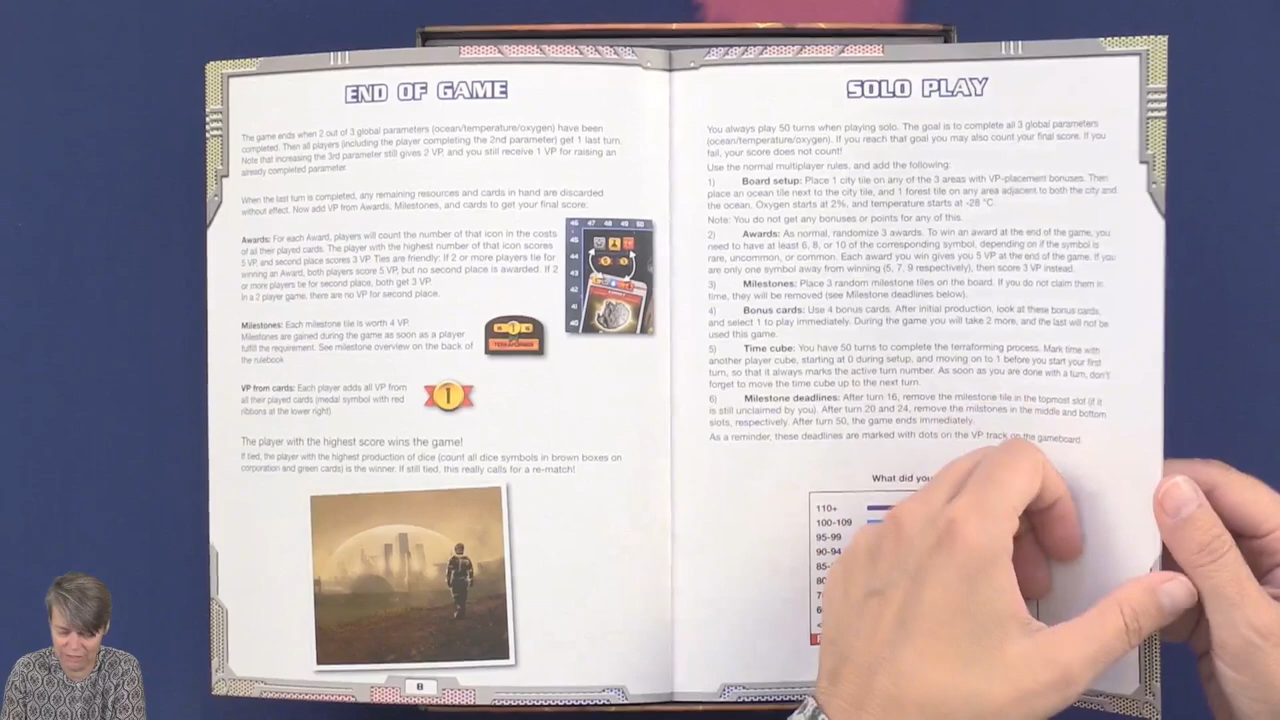 END OF GAME
The game ends when 2 out of 3 global parameters (ocean/temperature/oxygen) have been
completed. Then all players (including the player completing the 2nd parameter) get 1 last turn.
Note that increasing the 3rd parameter still gives 2 VP, and you still receive 1 VP for raising an
already completed parameter.
When the last turn is completed, any remaining resources and cards in hand are discarded
without effect. Now add VP from Awards, Milestones, and cards to get your final score:
Awards: For each Award, players will count the number of that icon in the costs
of all their played cards. The player with the highest number of that icon scores
5 VP, and second place scores 3 VP. Ties are friendly: If 2 or more players tie for
winning an Award, both players score 5 VP, but no second place is awarded. If 2
or more players tie for second place, both get 3 VP.
In a 2 player game, there are no VP for second place.
46 47 48 49 50
45
44
43
42
41
40
Milestones: Each milestone tile is worth 4 VP.
Milestones are gained during the game as soon as a player
fulfill the requirement. See milestone overview on the back of
the rulebook.
TERRAFORMER
VP from cards: Each player adds all VP from
all their played cards (medal symbol with red
ribbons at the lower right)
1
The player with the highest score wins the game!
If tied, the player with the highest production of dice (count all dice symbols in brown boxes on
corporation and green cards) is the winner. If still tied, this really calls for a re-match!
8
SOLO PLAY
You always play 50 turns when playing solo. The goal is to complete all 3 global parameters
(ocean/temperature/oxygen). If you reach that goal you may also count your final score. If you
fail, your score does not count!
Use the normal multiplayer rules, and add the following:
1) Board setup: Place 1 city tile on any of the 3 areas with VP-placement bonuses. Then
place an ocean tile next to the city tile, and 1 forest tile on any area adjacent to both the city and
the ocean. Oxygen starts at 2%, and temperature starts at -28 °C.
Note: You do not get any bonuses or points for any of this.
2) Awards: As normal, randomize 3 awards. To win an award at the end of the game, you
need to have at least 6, 8, or 10 of the corresponding symbol, depending on if the symbol is
rare, uncommon, or common. Each award you win gives you 5 VP at the end of the game. If you
are only one symbol away from winning (5, 7, 9 respectively), then score 3 VP instead.
3) Milestones: Place 3 random milestone tiles on the board. If you do not claim them in
time, they will be removed (see Milestone deadlines below).
4) Bonus cards: Use 4 bonus cards. After initial production, look at these bonus cards,
and select 1 to play immediately. During the game you will take 2 more, and the last will not be
used this game.
5) Time cube: You have 50 turns to complete the terraforming process. Mark time with
another player cube, starting at 0 during setup, and moving on to 1 before you start your first
turn, so that it always marks the active turn number. As soon as you are done with a turn, don't
forget to move the time cube up to the next turn.
6) Milestone deadlines: After turn 16, remove the milestone tile in the topmost slot (if it
is still unclaimed by you). After turn 20 and 24, remove the milstones in the middle and bottom
slots, respectively. After turn 50, the game ends immediately.
As a reminder, these deadlines are marked with dots on the VP track on the gameboard.
What did you
110+
100-109
95-99
90-94